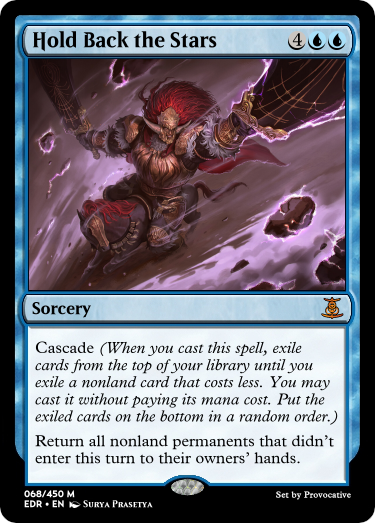 Hold Back the Stars 4
Sorcery
Cascade (When you cast this spell, exile
cards from the top of your library until you
exile a nonland card that costs less. You may
cast it without paying its mana cost. Put the
exiled cards on the bottom in a random order.)
Return all nonland permanents that didn't
enter this turn to their owners' hands.
068/450 M
EDR • EN Surya Prasetya
Set by Provocative